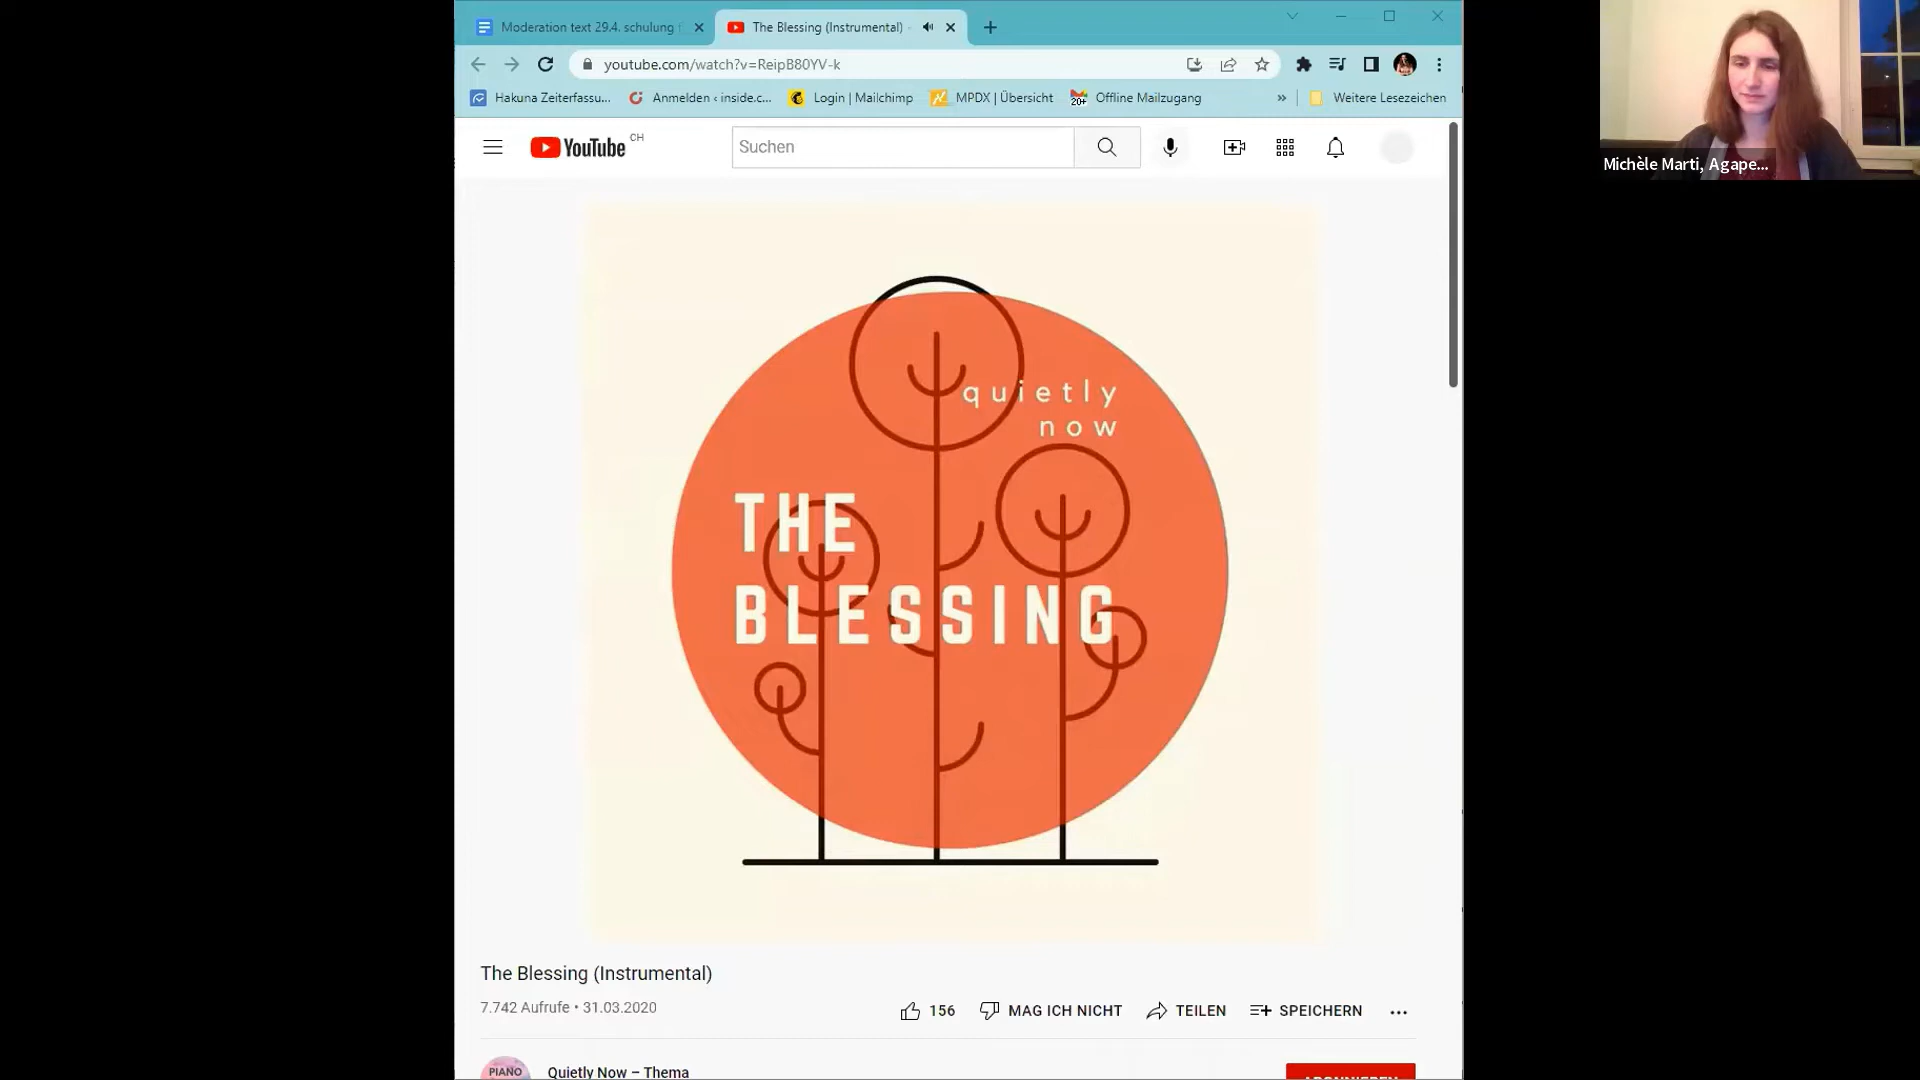 Moderation text 29.4. schulung
The Blessing (Instrumental)
youtube.com/watch?v=ReipB80YV-k
Hakuna Zeiterfassu...
Anmelden ‹ inside.c...
Login | Mailchimp
MPDX | Übersicht
20+
Offline Mailzugang
»
Weitere Lesezeichen
YouTube CH
Suchen
Michèle Marti, Agape...
quietly
now
THE
BLESSING
The Blessing (Instrumental)
7.742 Aufrufe • 31.03.2020
156
MAG ICH NICHT
TEILEN
SPEICHERN
PIANO
Quietly Now – Thema